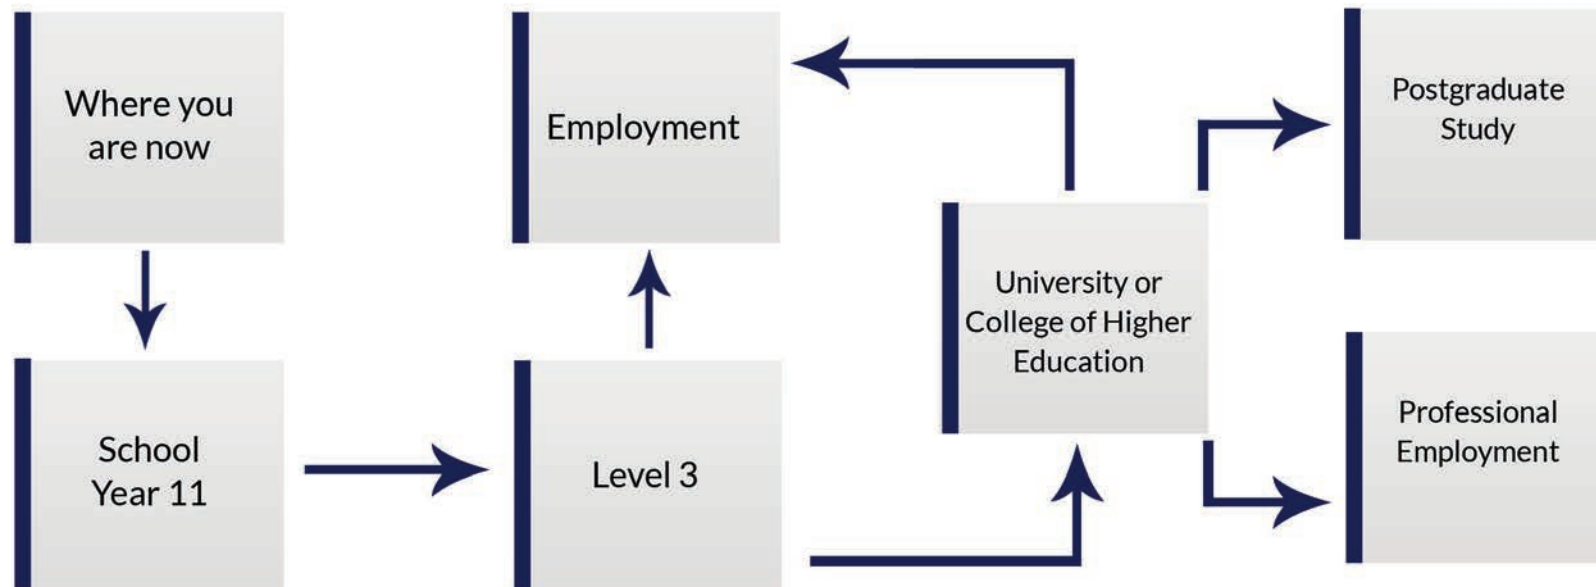 Where you
are now
School
Year 11
Employment
Level 3
University or
College of Higher
Education
Postgraduate
Study
Professional
Employment